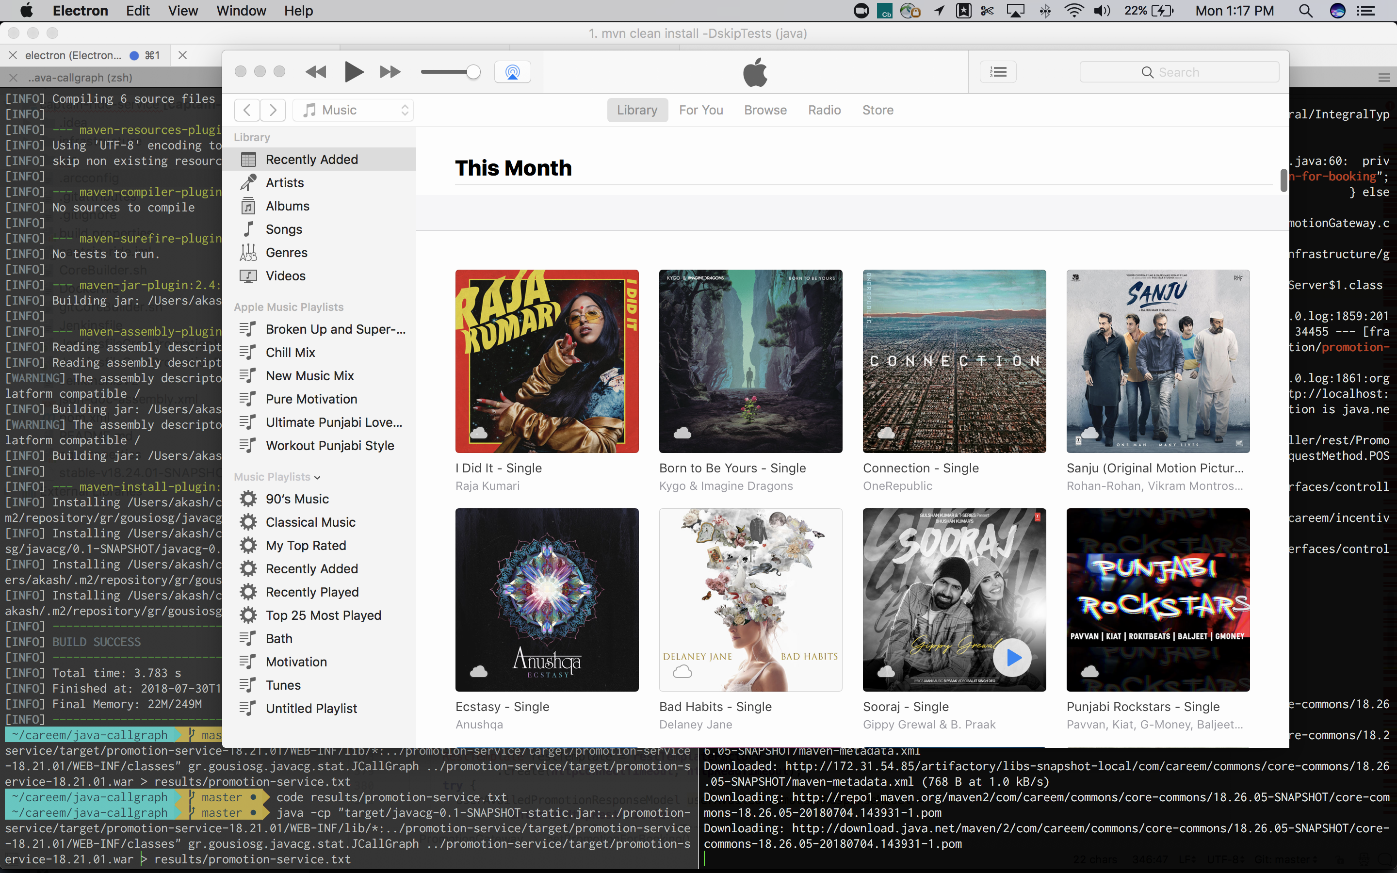 Electron Edit View Window Help 22% Mon 1:17 PM
1. mvn clean install -DskipTests (java)
electron (Electron... ⌘1
..ava-callgraph (zsh)
Search
Music
Library For You Browse Radio Store
Library
Recently Added
Artists
Albums
Songs
Genres
Videos
Apple Music Playlists
Broken Up and Super-...
Chill Mix
New Music Mix
Pure Motivation
Ultimate Punjabi Love...
Workout Punjabi Style
Music Playlists
90's Music
Classical Music
My Top Rated
Recently Added
Recently Played
Top 25 Most Played
Bath
Motivation
Tunes
Untitled Playlist
This Month
RAJA KUMARI
I DID IT
KYGO & IMAGINE DRAGONS BORN TO BE YOURS
ONEREPUBLIC
CONNECTION
SANJU
ONE MAN MANY LIVES
I Did It - Single
Raja Kumari
Born to Be Yours - Single
Kygo & Imagine Dragons
Connection - Single
OneRepublic
Sanju (Original Motion Pictur...
Rohan-Rohan, Vikram Montros...
Anushqa
ECSTASY
DELANEY JANE BAD HABITS
SOORAJ
Gippy Grewal
PUNJABI
ROCKSTARS
PAVVAN | KIAT | ROKITBEATS | BALJEET | GMONEY
Ecstasy - Single
Anushqa
Bad Habits - Single
Delaney Jane
Sooraj - Single
Gippy Grewal & B. Praak
Punjabi Rockstars - Single
Pavvan, Kiat, G-Money, Baljeet...
[INFO] Compiling 6 source files
[INFO]
[INFO] --- maven-resources-plugi
[INFO] Using 'UTF-8' encoding to
[INFO] skip non existing resourc
[INFO]
[INFO] --- maven-compiler-plugin
[INFO] No sources to compile
[INFO]
[INFO] --- maven-surefire-plugin
[INFO] No tests to run.
[INFO]
[INFO] --- maven-jar-plugin:2.4:
[INFO] Building jar: /Users/akas
[INFO]
[INFO] --- maven-assembly-plugin
[INFO] Reading assembly descript
[INFO] Reading assembly descript
[WARNING] The assembly descripto
latform compatible /
[INFO] Building jar: /Users/akas
[WARNING] The assembly descripto
latform compatible /
[INFO] Building jar: /Users/akas
[INFO]
[INFO] --- maven-install-plugin:
[INFO] Installing /Users/akash/c
m2/repository/gr/gousiosg/javacg
[INFO] Installing /Users/akash/c
sg/javacg/0.1-SNAPSHOT/javacg-0.
[INFO] Installing /Users/akash/c
ers/akash/.m2/repository/gr/gous
[INFO] Installing /Users/akash/c
akash/.m2/repository/gr/gousiosg
[INFO] ------------------------
[INFO] BUILD SUCCESS
[INFO] ------------------------
[INFO] Total time: 3.783 s
[INFO] Finished at: 2018-07-30T1
[INFO] Final Memory: 22M/249M
[INFO] ------------------------
~/careem/java-callgraph mas
service/target/promotion-service-18.21.01/WEB-INF/lib/*:../promotion-service/target/promotion-service
-18.21.01/WEB-INF/classes" gr.gousiosg.javacg.stat.JCallGraph ../promotion-service/target/promotion-s
ervice-18.21.01.war > results/promotion-service.txt
~/careem/java-callgraph master ● code results/promotion-service.txt
~/careem/java-callgraph master ● java -cp "target/javacg-0.1-SNAPSHOT-static.jar:../promotion-
service/target/promotion-service-18.21.01/WEB-INF/lib/*:../promotion-service/target/promotion-service
-18.21.01/WEB-INF/classes" gr.gousiosg.javacg.stat.JCallGraph ../promotion-service/target/promotion-s
ervice-18.21.01.war > results/promotion-service.txt
ral/IntegralTyp
.java:60: priv
n-for-booking";
} else
motionGateway.c
nfrastructure/g
Server$1.class
.0.log:1859:201
34455 --- [fra
tion/promotion-
.0.log:1861:org
tp://localhost:
tion is java.ne
ller/rest/Promo
questMethod.POS
erfaces/controll
careem/incentiv
erfaces/control
re-commons/18.26
re-commons/18.2
6.05-SNAPSHOT/maven-metadata.xml
Downloaded: http://172.31.54.85/artifactory/libs-snapshot-local/com/careem/commons/core-commons/18.26
.05-SNAPSHOT/maven-metadata.xml (768 B at 1.0 kB/s)
Downloading: http://repo1.maven.org/maven2/com/careem/commons/core-commons/18.26.05-SNAPSHOT/core-com
mons-18.26.05-20180704.143931-1.pom
Downloading: http://download.java.net/maven/2/com/careem/commons/core-commons/18.26.05-SNAPSHOT/core-
commons-18.26.05-20180704.143931-1.pom